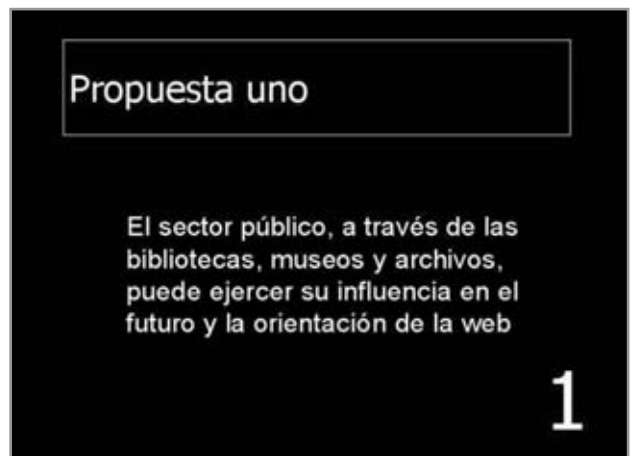 Propuesta uno
El sector público, a través de las
bibliotecas, museos y archivos,
puede ejercer su influencia en el
futuro y la orientación de la web
1